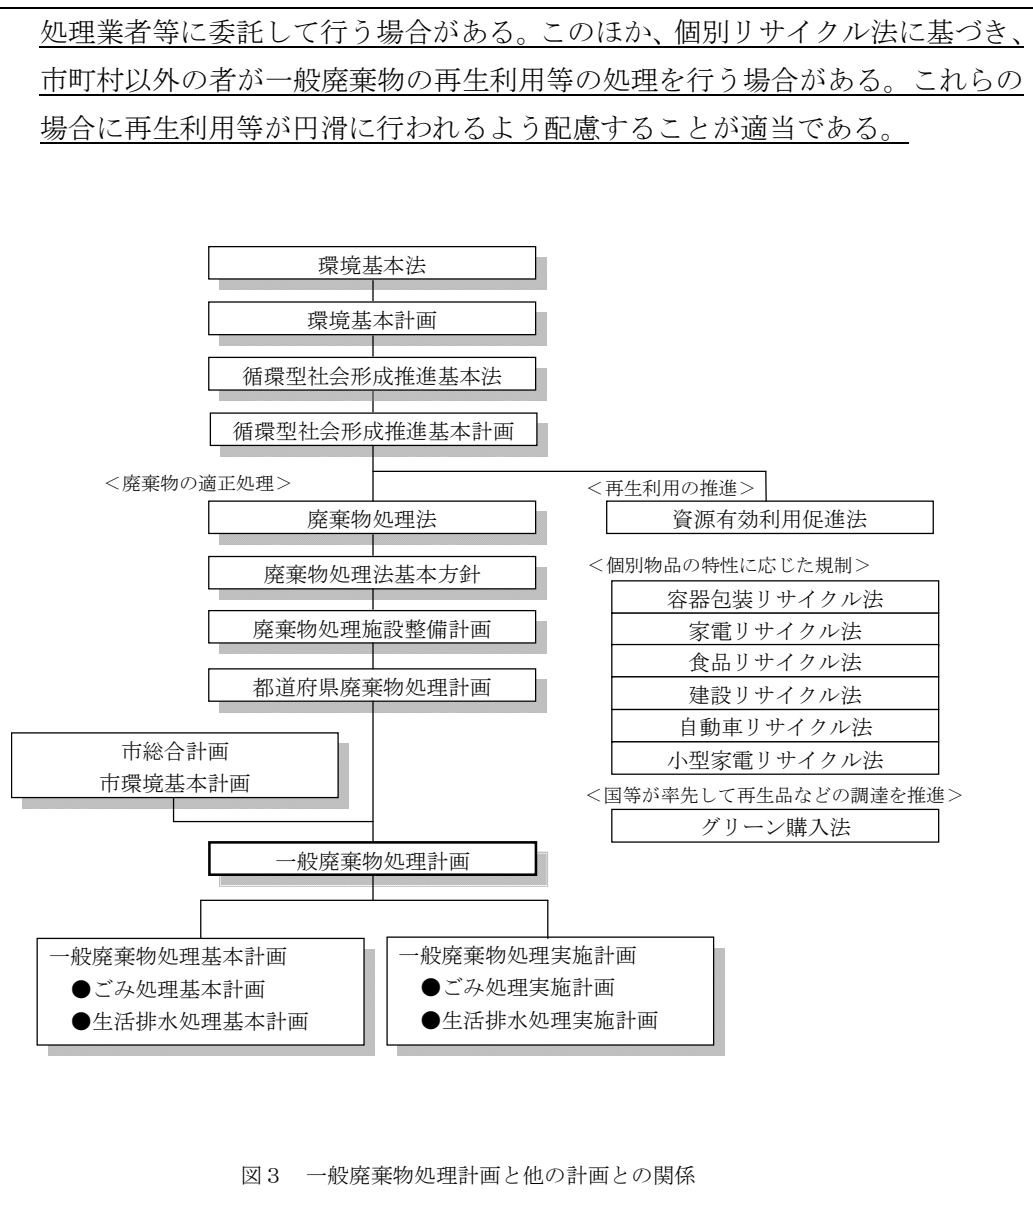 処理業者等に委託して行う場合がある。このほか、個別リサイクル法に基づき、
市町村以外の者が一般廃棄物の再生利用等の処理を行う場合がある。これらの
場合に再生利用等が円滑に行われるよう配慮することが適当である。
環境基本法
環境基本計画
循環型社会形成推進基本法
循環型社会形成推進基本計画
＜廃棄物の適正処理＞
廃棄物処理法
廃棄物処理法基本方針
廃棄物処理施設整備計画
都道府県廃棄物処理計画
＜再生利用の推進＞
資源有効利用促進法
＜個別物品の特性に応じた規制＞
容器包装リサイクル法
家電リサイクル法
食品リサイクル法
建設リサイクル法
自動車リサイクル法
小型家電リサイクル法
＜国等が率先して再生品などの調達を推進＞
グリーン購入法
市総合計画
市環境基本計画
一般廃棄物処理計画
一般廃棄物処理基本計画
●ごみ処理基本計画
●生活排水処理基本計画
一般廃棄物処理実施計画
●ごみ処理実施計画
●生活排水処理実施計画
図３　一般廃棄物処理計画と他の計画との関係